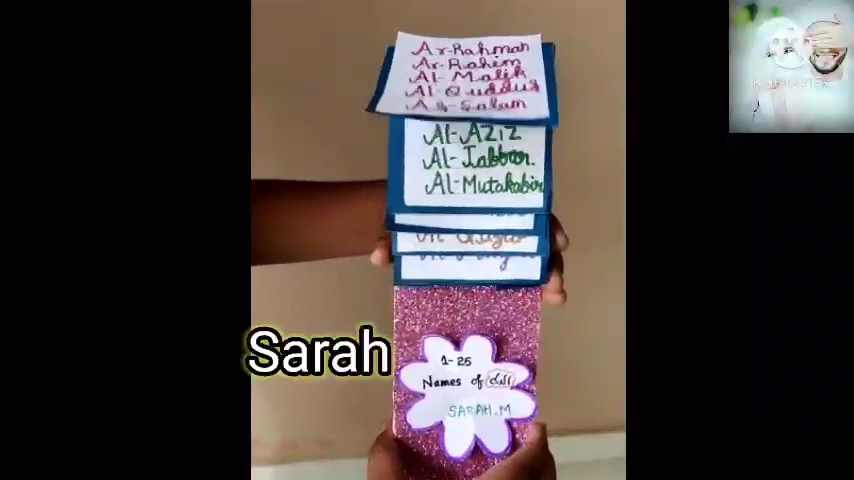 Ar-Rahman
Ar-Rahim
Al-Malik
Al-Quddus
As-Salam
Al-Aziz
Al-Jabbar.
Al-Mutakabir
Sarah
1-25
Names of الله
SARAH.M